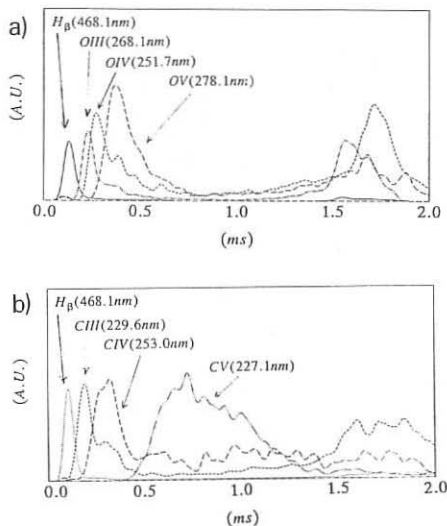 a)
H_β(468.1nm)
OIII(268.1nm)
OIV(251.7nm)
OV(278.1nm)
(A.U.)
0.0 0.5 1.0 1.5 2.0
(ms)
b)
H_β(468.1nm)
CIII(229.6nm)
CIV(253.0nm)
CV(227.1nm)
(A.U.)
0.0 0.5 1.0 1.5 2.0
(ms)